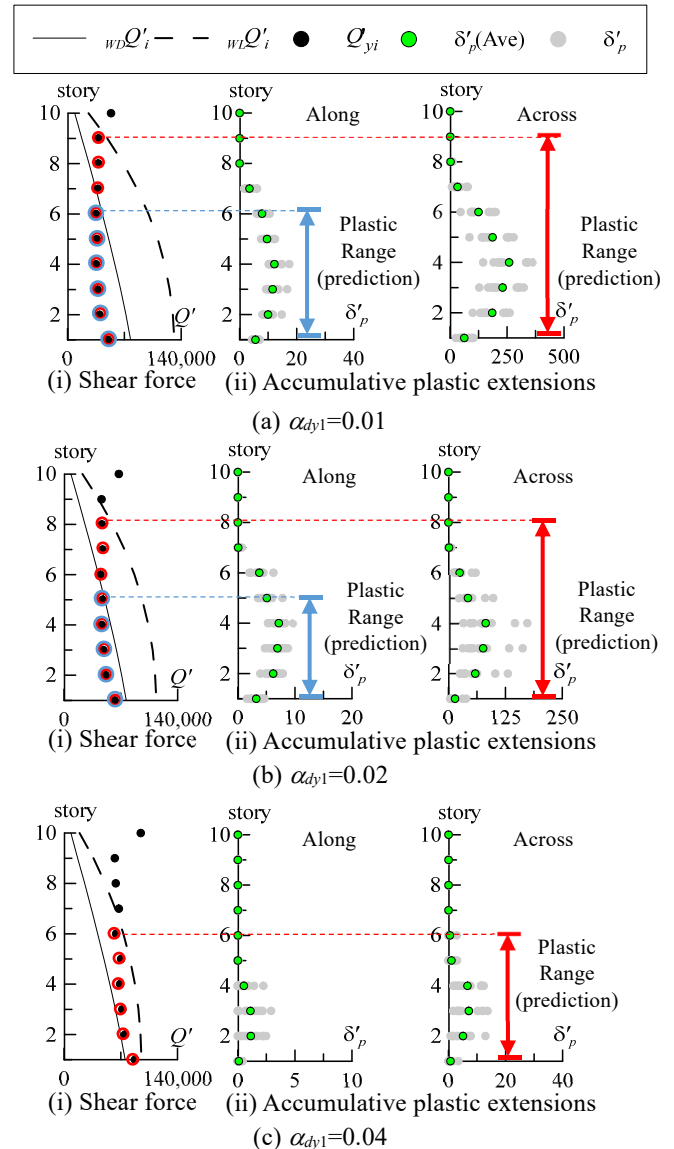 WDQ′i WLQ′i Q′yi δ′p(Ave) δ′p
story story story
10 10 10
8 8 8
6 6 6
4 4 4
2 2 2
Along Across
Plastic Range (prediction) Plastic Range (prediction)
Q′ δ′p δ′p
0 140,000 0 20 40 0 250 500
(i) Shear force (ii) Accumulative plastic extensions
(a) αdy1=0.01
story story story
10 10 10
8 8 8
6 6 6
4 4 4
2 2 2
Along Across
Plastic Range (prediction) Plastic Range (prediction)
Q′ δ′p δ′p
0 140,000 0 10 20 0 125 250
(i) Shear force (ii) Accumulative plastic extensions
(b) αdy1=0.02
story story story
10 10 10
8 8 8
6 6 6
4 4 4
2 2 2
Along Across
Plastic Range (prediction)
Q′ δ′p δ′p
0 140,000 0 5 10 0 20 40
(i) Shear force (ii) Accumulative plastic extensions
(c) αdy1=0.04